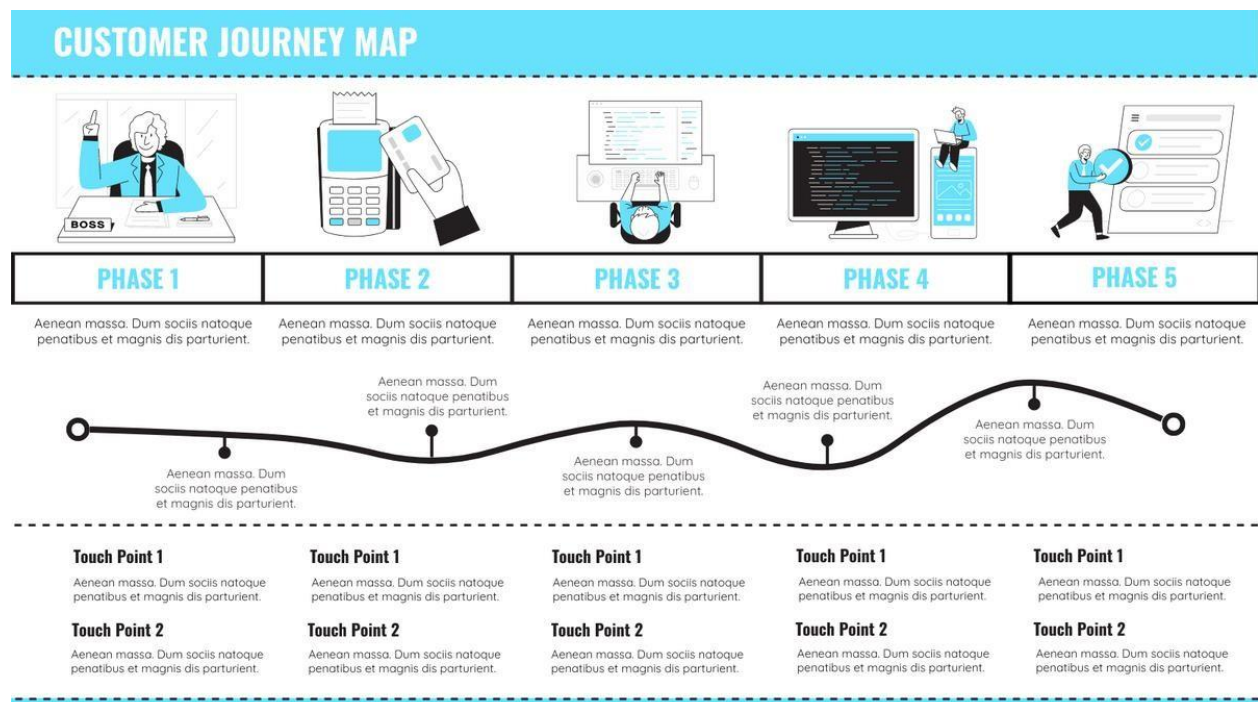 CUSTOMER JOURNEY MAP
BOSS
PHASE 1
PHASE 2
PHASE 3
PHASE 4
PHASE 5
Aenean massa. Dum sociis natoque
penatibus et magnis dis parturient.
Aenean massa. Dum sociis natoque
penatibus et magnis dis parturient.
Aenean massa. Dum sociis natoque
penatibus et magnis dis parturient.
Aenean massa. Dum sociis natoque
penatibus et magnis dis parturient.
Aenean massa. Dum sociis natoque
penatibus et magnis dis parturient.
Aenean massa. Dum
sociis natoque penatibus
et magnis dis parturient.
Aenean massa. Dum
sociis natoque penatibus
et magnis dis parturient.
Aenean massa. Dum
sociis natoque penatibus
et magnis dis parturient.
Aenean massa. Dum
sociis natoque penatibus
et magnis dis parturient.
Aenean massa. Dum
sociis natoque penatibus
et magnis dis parturient.
Touch Point 1
Aenean massa. Dum sociis natoque
penatibus et magnis dis parturient.
Touch Point 2
Aenean massa. Dum sociis natoque
penatibus et magnis dis parturient.
Touch Point 1
Aenean massa. Dum sociis natoque
penatibus et magnis dis parturient.
Touch Point 2
Aenean massa. Dum sociis natoque
penatibus et magnis dis parturient.
Touch Point 1
Aenean massa. Dum sociis natoque
penatibus et magnis dis parturient.
Touch Point 2
Aenean massa. Dum sociis natoque
penatibus et magnis dis parturient.
Touch Point 1
Aenean massa. Dum sociis natoque
penatibus et magnis dis parturient.
Touch Point 2
Aenean massa. Dum sociis natoque
penatibus et magnis dis parturient.
Touch Point 1
Aenean massa. Dum sociis natoque
penatibus et magnis dis parturient.
Touch Point 2
Aenean massa. Dum sociis natoque
penatibus et magnis dis parturient.